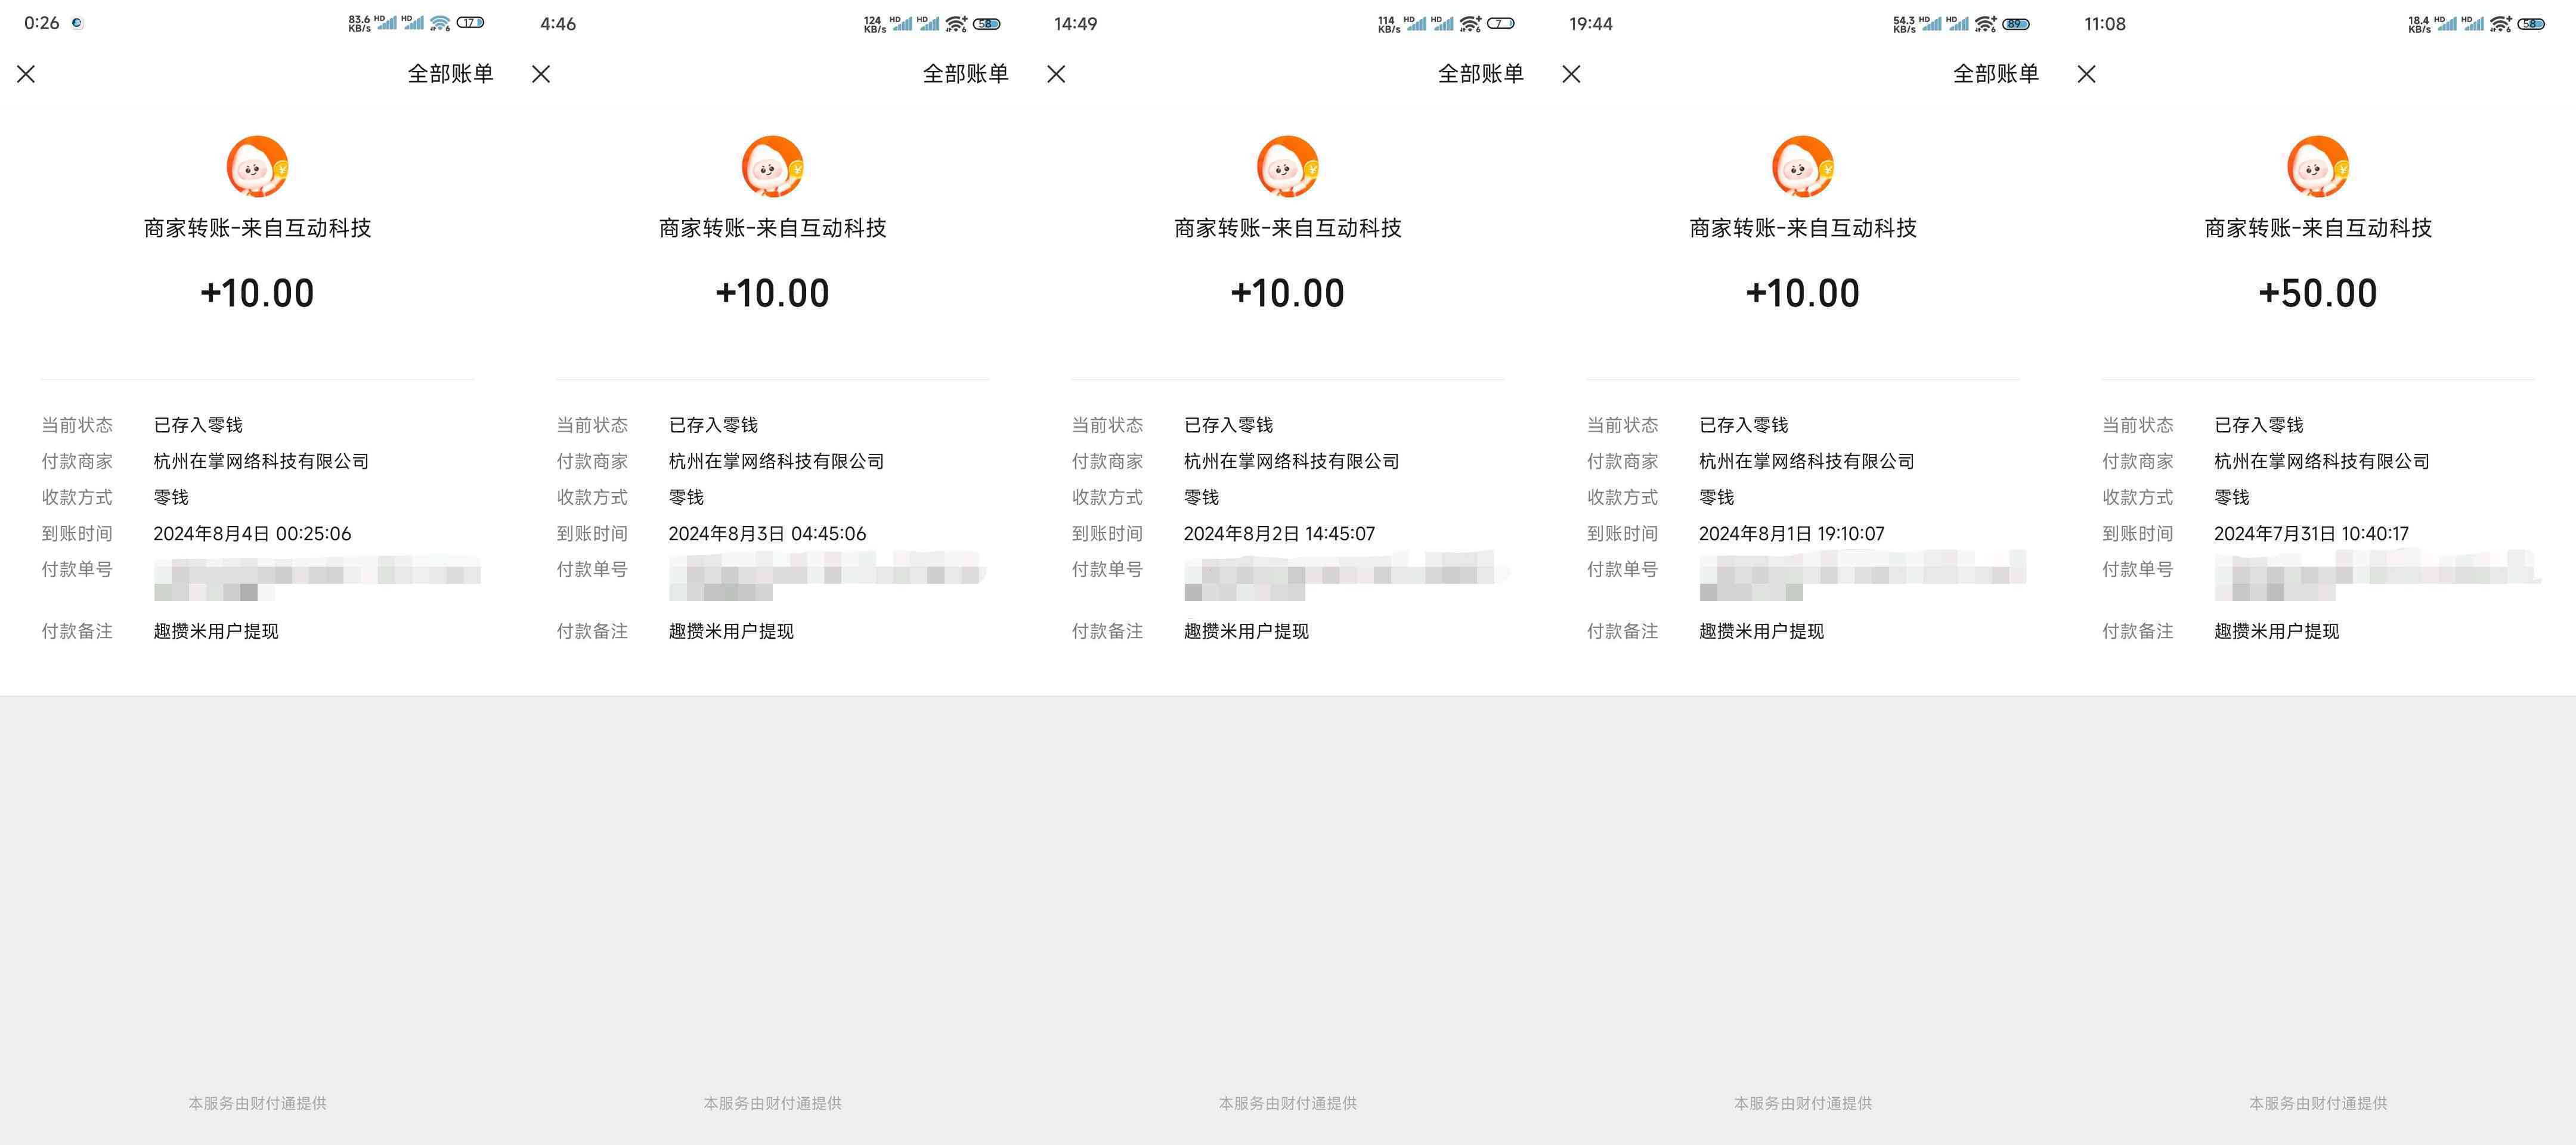 0:26
83.6 KB/s HD HD 6 17
全部账单
商家转账-来自互动科技
+10.00
当前状态 已存入零钱
付款商家 杭州在掌网络科技有限公司
收款方式 零钱
到账时间 2024年8月4日 00:25:06
付款单号
付款备注 趣攒米用户提现
本服务由财付通提供
4:46
124 KB/s HD HD 6 58
全部账单
商家转账-来自互动科技
+10.00
当前状态 已存入零钱
付款商家 杭州在掌网络科技有限公司
收款方式 零钱
到账时间 2024年8月3日 04:45:06
付款单号
付款备注 趣攒米用户提现
本服务由财付通提供
14:49
114 KB/s HD HD 6 7
全部账单
商家转账-来自互动科技
+10.00
当前状态 已存入零钱
付款商家 杭州在掌网络科技有限公司
收款方式 零钱
到账时间 2024年8月2日 14:45:07
付款单号
付款备注 趣攒米用户提现
本服务由财付通提供
19:44
54.3 KB/s HD HD 6 89
全部账单
商家转账-来自互动科技
+10.00
当前状态 已存入零钱
付款商家 杭州在掌网络科技有限公司
收款方式 零钱
到账时间 2024年8月1日 19:10:07
付款单号
付款备注 趣攒米用户提现
本服务由财付通提供
11:08
18.4 KB/s HD HD 6 58
商家转账-来自互动科技
+50.00
当前状态 已存入零钱
付款商家 杭州在掌网络科技有限公司
收款方式 零钱
到账时间 2024年7月31日 10:40:17
付款单号
付款备注 趣攒米用户提现
本服务由财付通提供